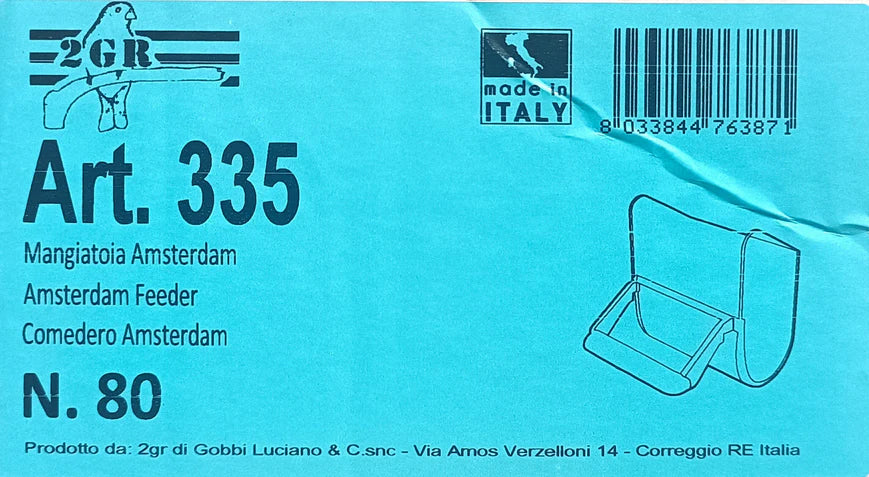 2GR
made in
ITALY
8 033844 763871
Art. 335
Mangiatoia Amsterdam
Amsterdam Feeder
Comedero Amsterdam
N. 80
Prodotto da: 2gr di Gobbi Luciano & C.snc - Via Amos Verzelloni 14 - Correggio RE Italia